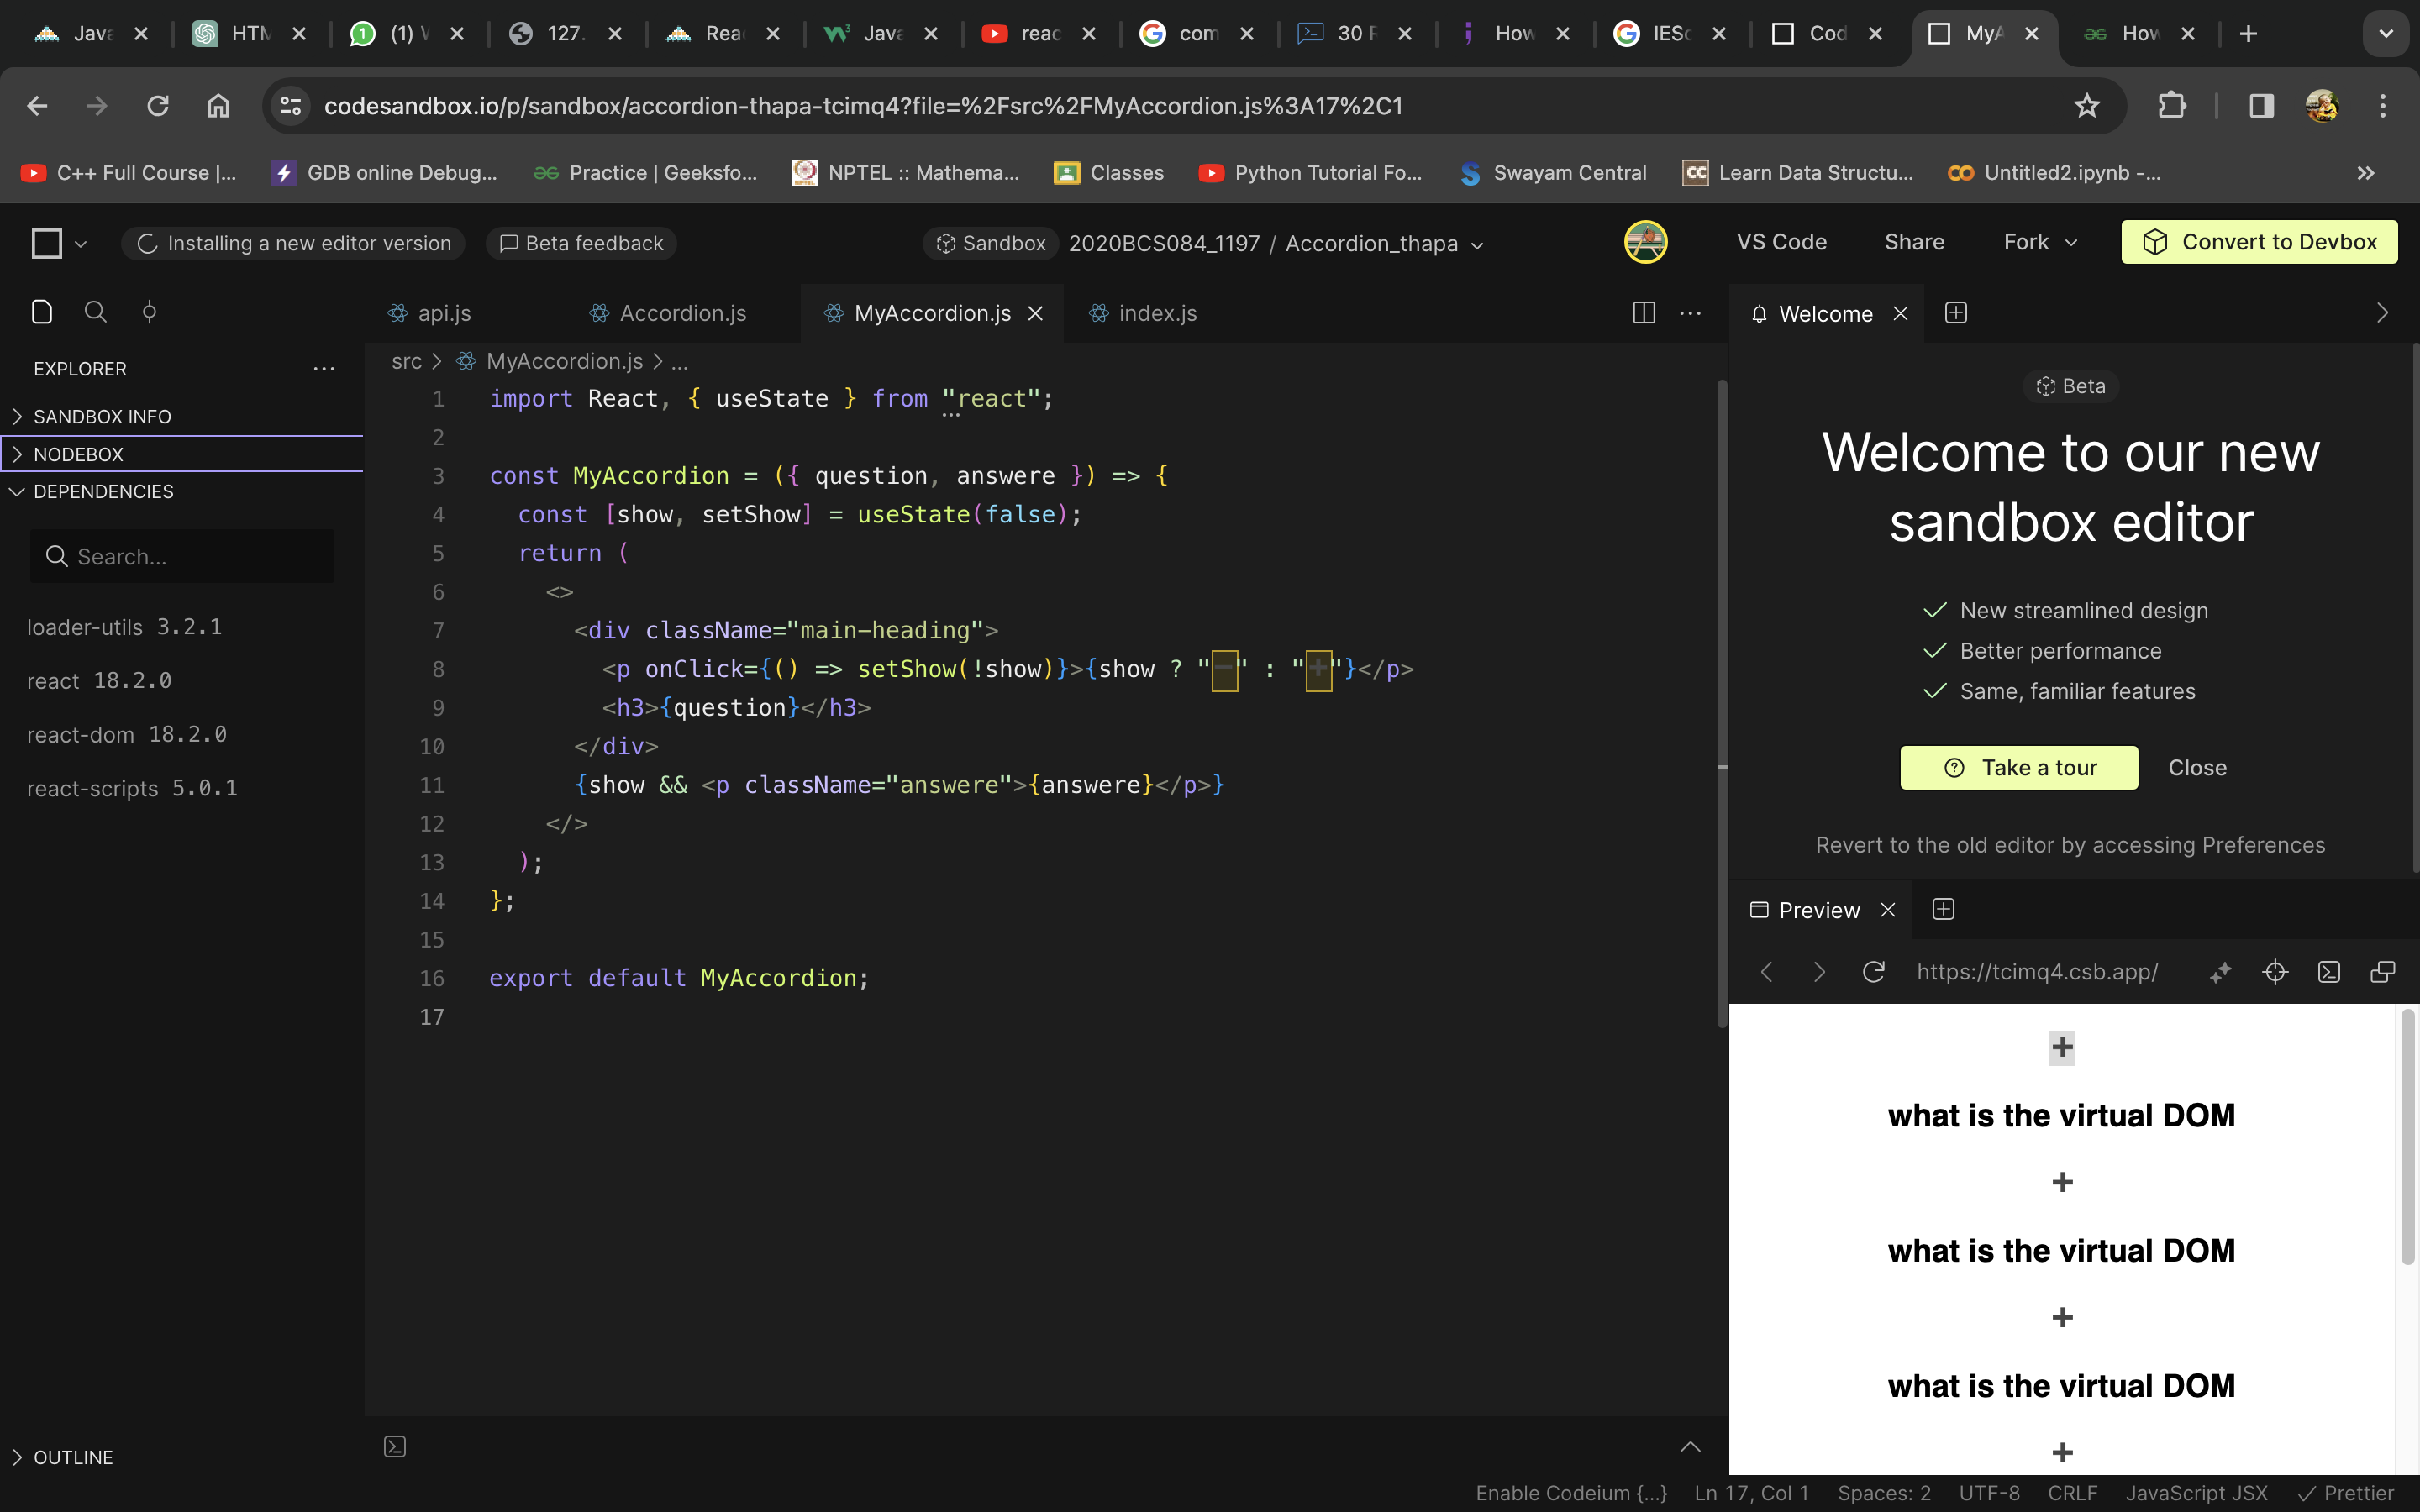 Java
HTM
(1) W
127.
Rea
Java
reac
com
30 R
How
IESc
Cod
MyA
How
codesandbox.io/p/sandbox/accordion-thapa-tcimq4?file=%2Fsrc%2FMyAccordion.js%3A17%2C1
C++ Full Course |...
GDB online Debug...
Practice | Geeksfo...
NPTEL :: Mathema...
Classes
Python Tutorial Fo...
Swayam Central
Learn Data Structu...
Untitled2.ipynb -...
Installing a new editor version
Beta feedback
Sandbox
2020BCS084_1197 / Accordion_thapa
VS Code
Share
Fork
Convert to Devbox
EXPLORER
SANDBOX INFO
NODEBOX
DEPENDENCIES
Search...
loader-utils 3.2.1
react 18.2.0
react-dom 18.2.0
react-scripts 5.0.1
OUTLINE
api.js
Accordion.js
MyAccordion.js
index.js
src > MyAccordion.js > ...
1 import React, { useState } from "react";
2
3 const MyAccordion = ({ question, answere }) => {
4 const [show, setShow] = useState(false);
5 return (
6 <>
7 <div className="main-heading">
8 <p onClick={() => setShow(!show)}>{show ? "➖" : "➕"}</p>
9 <h3>{question}</h3>
10 </div>
11 {show && <p className="answere">{answere}</p>}
12 </>
13 );
14 };
15
16 export default MyAccordion;
17
Welcome
Beta
Welcome to our new
sandbox editor
New streamlined design
Better performance
Same, familiar features
Take a tour
Close
Revert to the old editor by accessing Preferences
Preview
https://tcimq4.csb.app/
➕
what is the virtual DOM
➕
what is the virtual DOM
➕
what is the virtual DOM
➕
Enable Codeium {...}
Ln 17, Col 1
Spaces: 2
UTF-8
CRLF
JavaScript JSX
Prettier